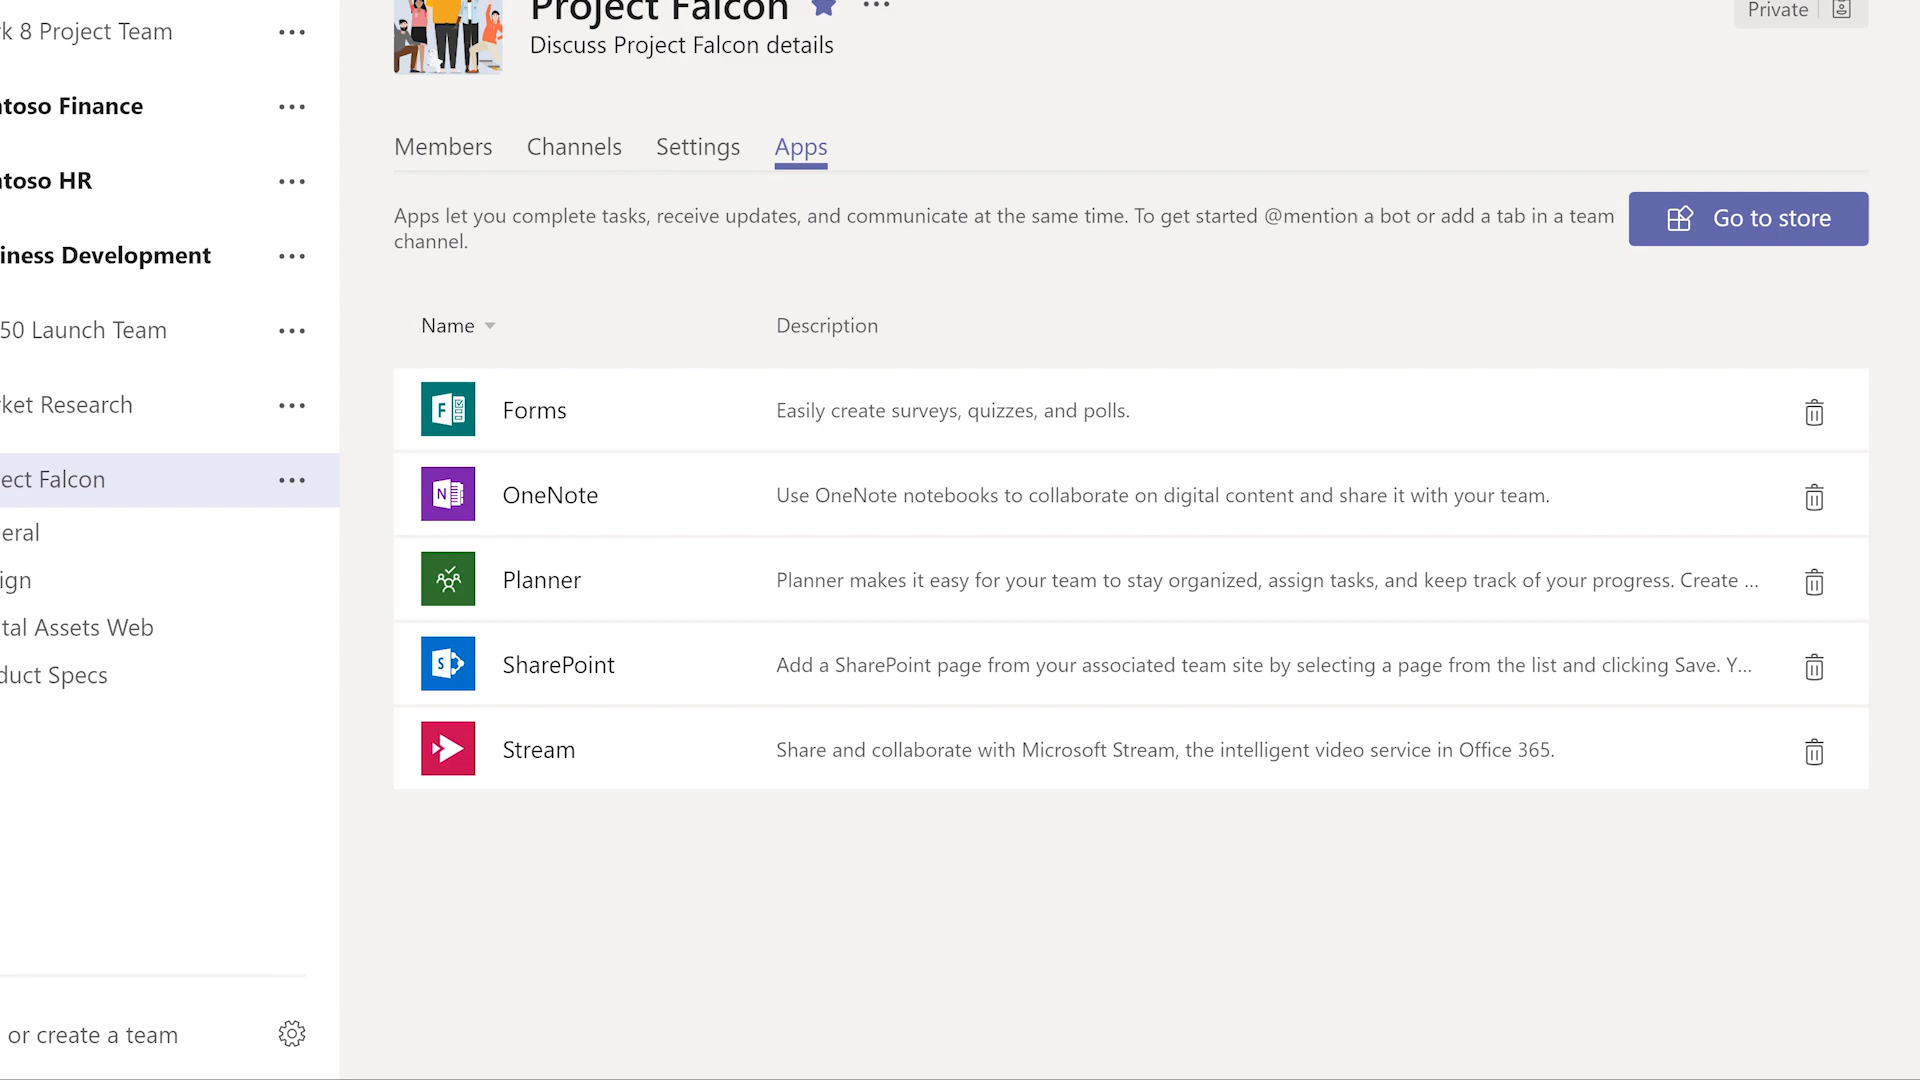 k 8 Project Team
ntoso Finance
ntoso HR
iness Development
50 Launch Team
ket Research
ect Falcon
eral
ign
tal Assets Web
duct Specs
or create a team
Project Falcon
Discuss Project Falcon details
Private
Members Channels Settings Apps
Apps let you complete tasks, receive updates, and communicate at the same time. To get started @mention a bot or add a tab in a team
channel.
Go to store
Name Description
Forms Easily create surveys, quizzes, and polls.
OneNote Use OneNote notebooks to collaborate on digital content and share it with your team.
Planner Planner makes it easy for your team to stay organized, assign tasks, and keep track of your progress. Create ...
SharePoint Add a SharePoint page from your associated team site by selecting a page from the list and clicking Save. Y...
Stream Share and collaborate with Microsoft Stream, the intelligent video service in Office 365.